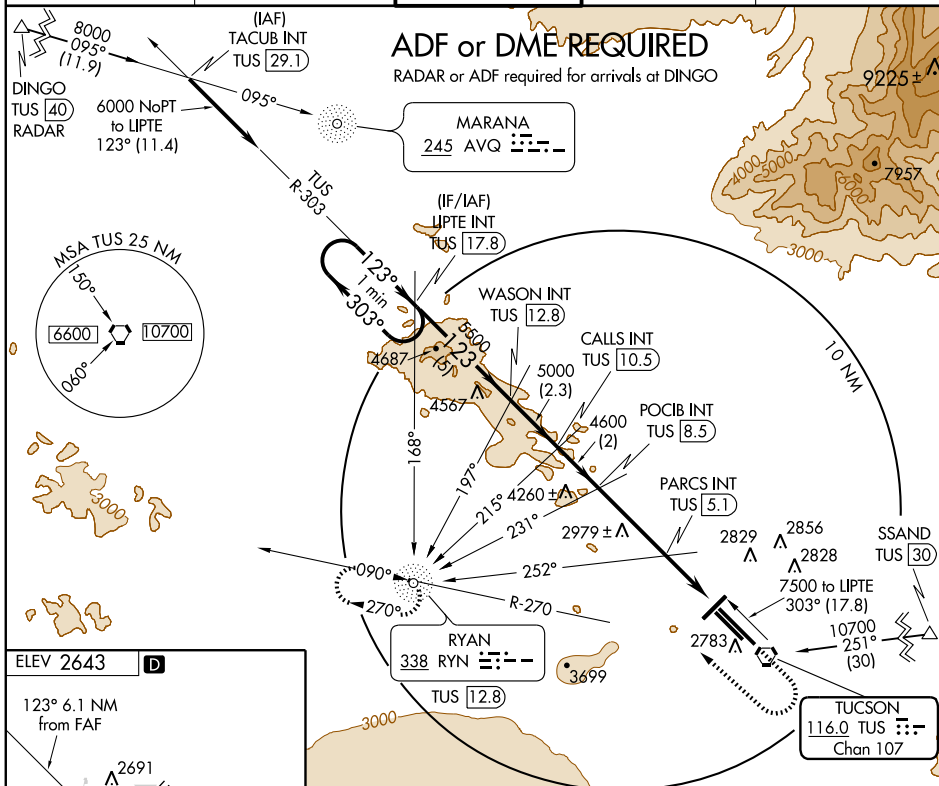 ADF or DME REQUIRED
RADAR or ADF required for arrivals at DINGO
8000
095°
(11.9)
DINGO
TUS 40
RADAR
(IAF)
TACUB INT
TUS 29.1
6000 NoPT
to LIPTE
123° (11.4)
095°
MARANA
245 AVQ
9225 ±
7957
4000
5000
6000
3000
TUS
R-303
(IF/IAF)
LIPTE INT
TUS 17.8
MSA TUS 25 NM
150°
6600
10700
060°
123°
1 min
303°
WASON INT
TUS 12.8
CALLS INT
TUS 10.5
10 NM
5500
123
(5)
4687
4567
5000
(2.3)
4600
(2)
POCIB INT
TUS 8.5
168°
197°
215°
231°
4260 ±
2979 ±
PARCS INT
TUS 5.1
2829
2856
2828
SSAND
TUS 30
3000
090°
270°
252°
R-270
7500 to LIPTE
303° (17.8)
10700
251°
(30)
RYAN
338 RYN
TUS 12.8
3699
2783
TUCSON
116.0 TUS
Chan 107
ELEV 2643
D
123° 6.1 NM
from FAF
2691
3000